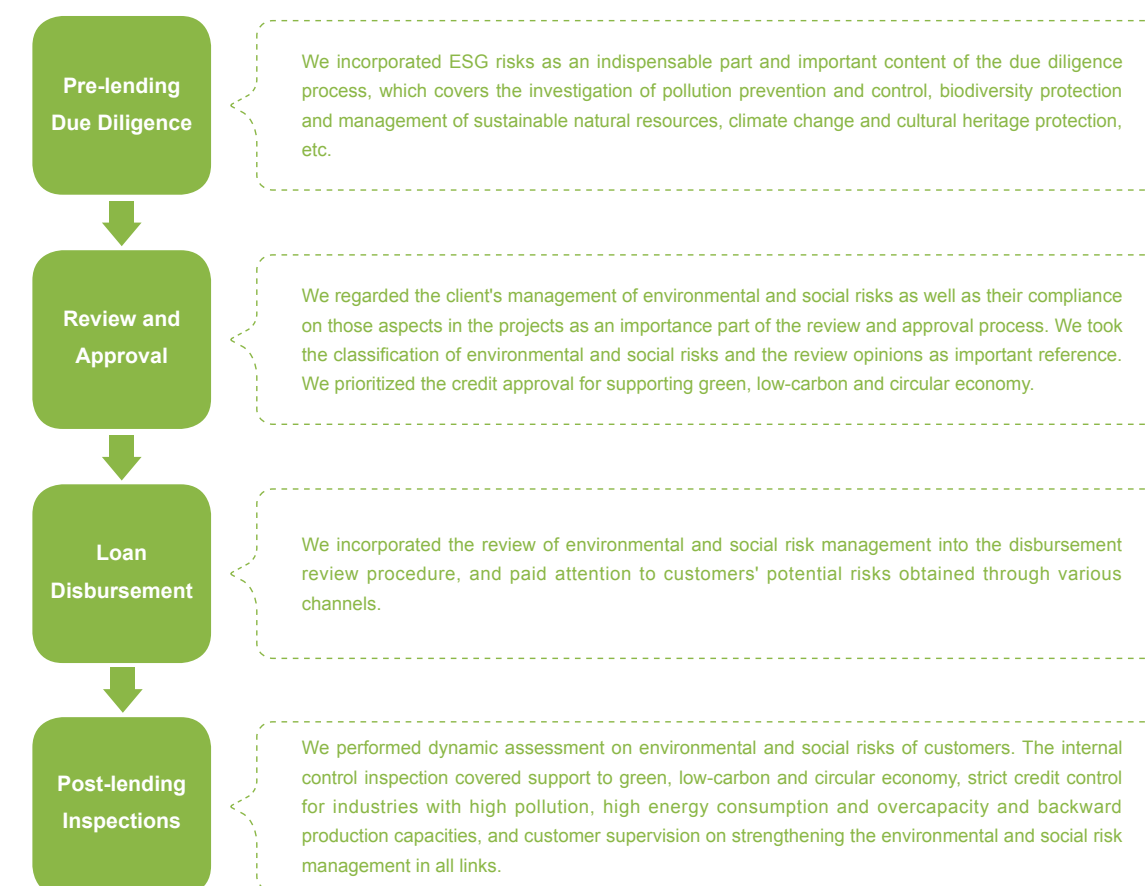 Pre-lending
Due Diligence
We incorporated ESG risks as an indispensable part and important content of the due diligence
process, which covers the investigation of pollution prevention and control, biodiversity protection
and management of sustainable natural resources, climate change and cultural heritage protection,
etc.
Review and
Approval
We regarded the client's management of environmental and social risks as well as their compliance
on those aspects in the projects as an importance part of the review and approval process. We took
the classification of environmental and social risks and the review opinions as important reference.
We prioritized the credit approval for supporting green, low-carbon and circular economy.
Loan
Disbursement
We incorporated the review of environmental and social risk management into the disbursement
review procedure, and paid attention to customers' potential risks obtained through various
channels.
Post-lending
Inspections
We performed dynamic assessment on environmental and social risks of customers. The internal
control inspection covered support to green, low-carbon and circular economy, strict credit control
for industries with high pollution, high energy consumption and overcapacity and backward
production capacities, and customer supervision on strengthening the environmental and social risk
management in all links.